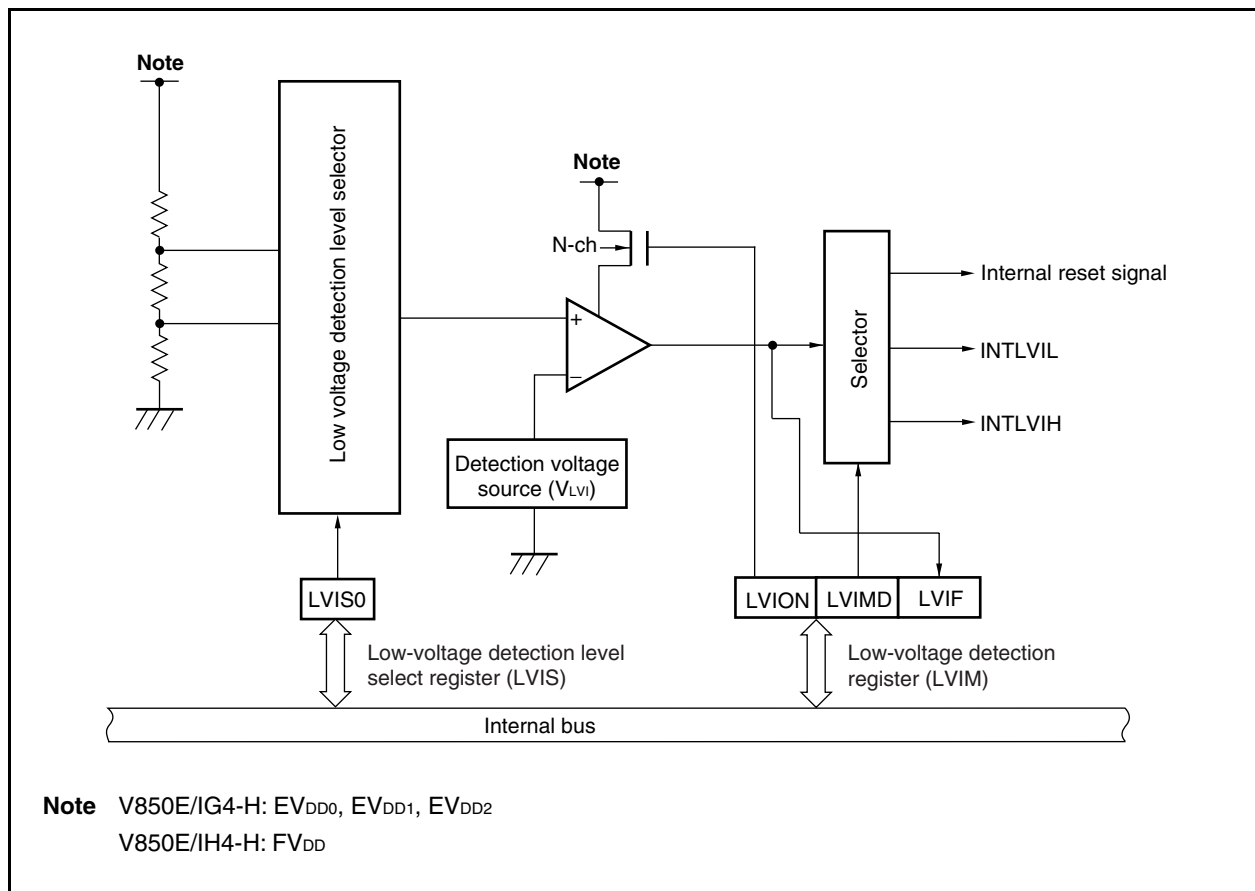 Note
Low voltage detection level selector
Note
N-ch
+
–
Detection voltage
source (VLVI)
Selector
Internal reset signal
INTLVIL
INTLVIH
LVIS0
LVION
LVIMD
LVIF
Low-voltage detection level
select register (LVIS)
Low-voltage detection
register (LVIM)
Internal bus
Note V850E/IG4-H: EVDD0, EVDD1, EVDD2
V850E/IH4-H: FVDD